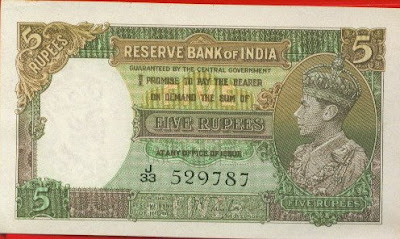 5 RUPEES
RESERVE BANK OF INDIA
5 RUPEES
GUARANTEED BY THE CENTRAL GOVERNMENT
I PROMISE TO PAY THE BEARER
ON DEMAND THE SUM OF
FIVE RUPEES
AT ANY OFFICE OF ISSUE
J/33 529787
5
FIVE RUPEES